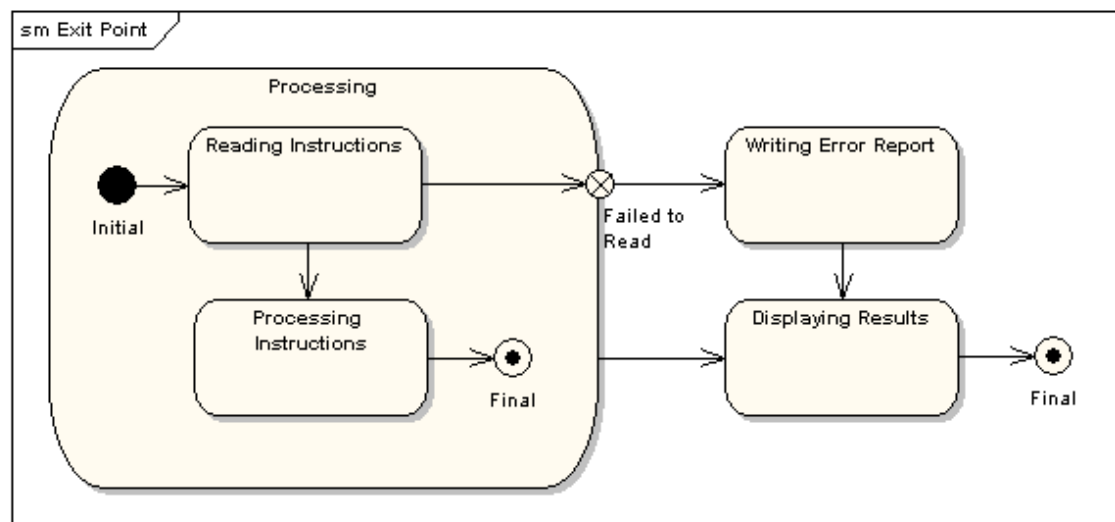 sm Exit Point
Processing
Reading Instructions
Writing Error Report
Initial
Failed to
Read
Processing
Instructions
Displaying Results
Final
Final